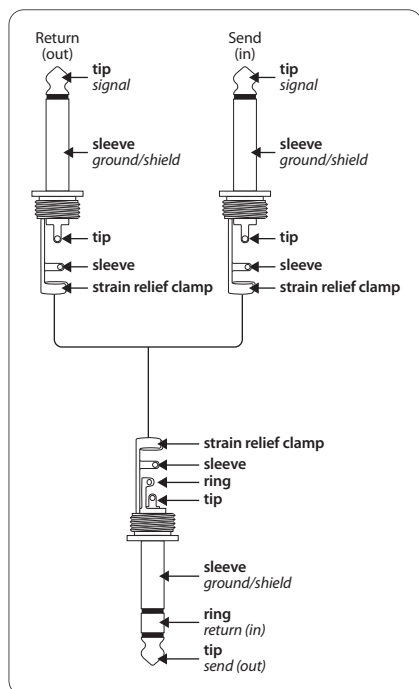 Return
(out)
tip
signal
sleeve
ground/shield
tip
sleeve
strain relief clamp
Send
(in)
tip
signal
sleeve
ground/shield
tip
sleeve
strain relief clamp
strain relief clamp
sleeve
ring
tip
sleeve
ground/shield
ring
return (in)
tip
send (out)